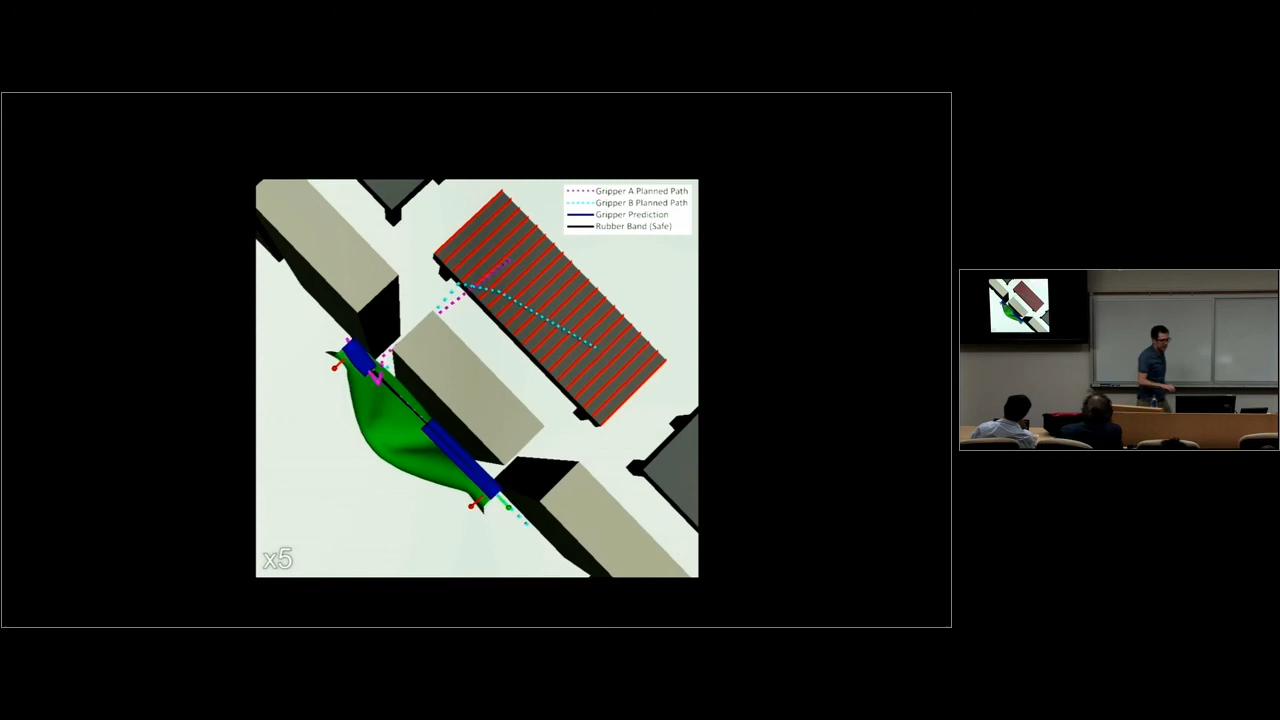 Gripper A Planned Path
Gripper B Planned Path
Gripper Prediction
Rubber Band (Safe)
x5